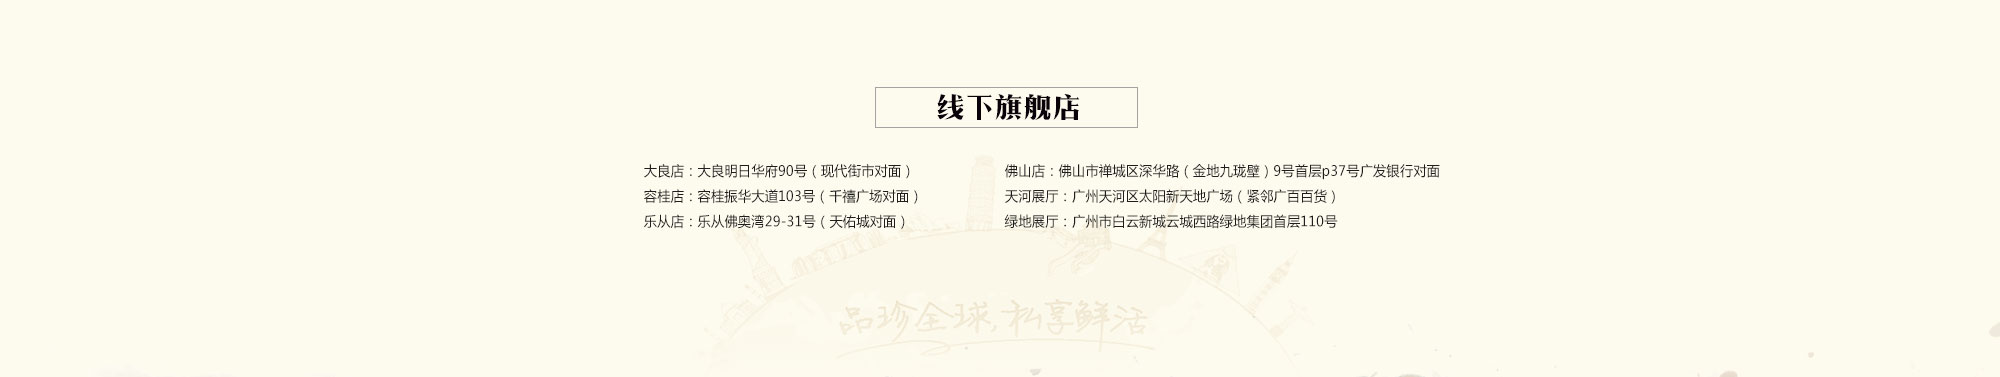 线下旗舰店
大良店：大良明日华府90号（现代街市对面）
容桂店：容桂振华大道103号（千禧广场对面）
乐从店：乐从佛奥湾29-31号（天佑城对面）
佛山店：佛山市禅城区深华路（金地九珑壁）9号首层p37号广发银行对面
天河展厅：广州天河区太阳新天地广场（紧邻广百百货）
绿地展厅：广州市白云新城云城西路绿地集团首层110号
品珍全球,私享鲜活